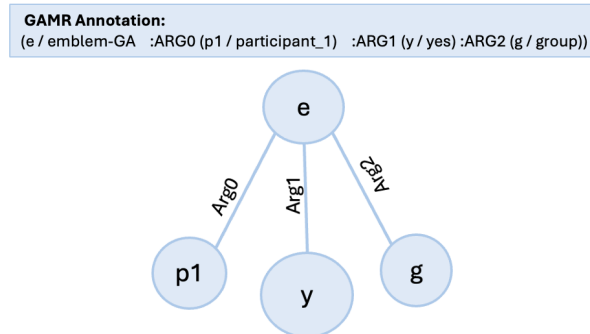 GAMR Annotation:
(e / emblem-GA :ARG0 (p1 / participant_1) :ARG1 (y / yes) :ARG2 (g / group))
e
Arg0
Arg1
Arg2
p1
y
g